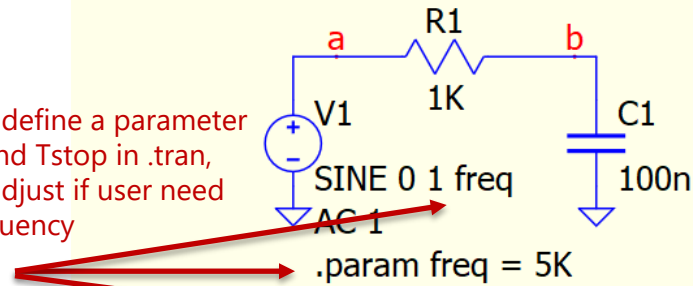 R1
a
b
1K
define a parameter
nd Tstop in .tran,
djust if user need
uency
V1
C1
SINE 0 1 freq
100n
AC 1
.param freq = 5K